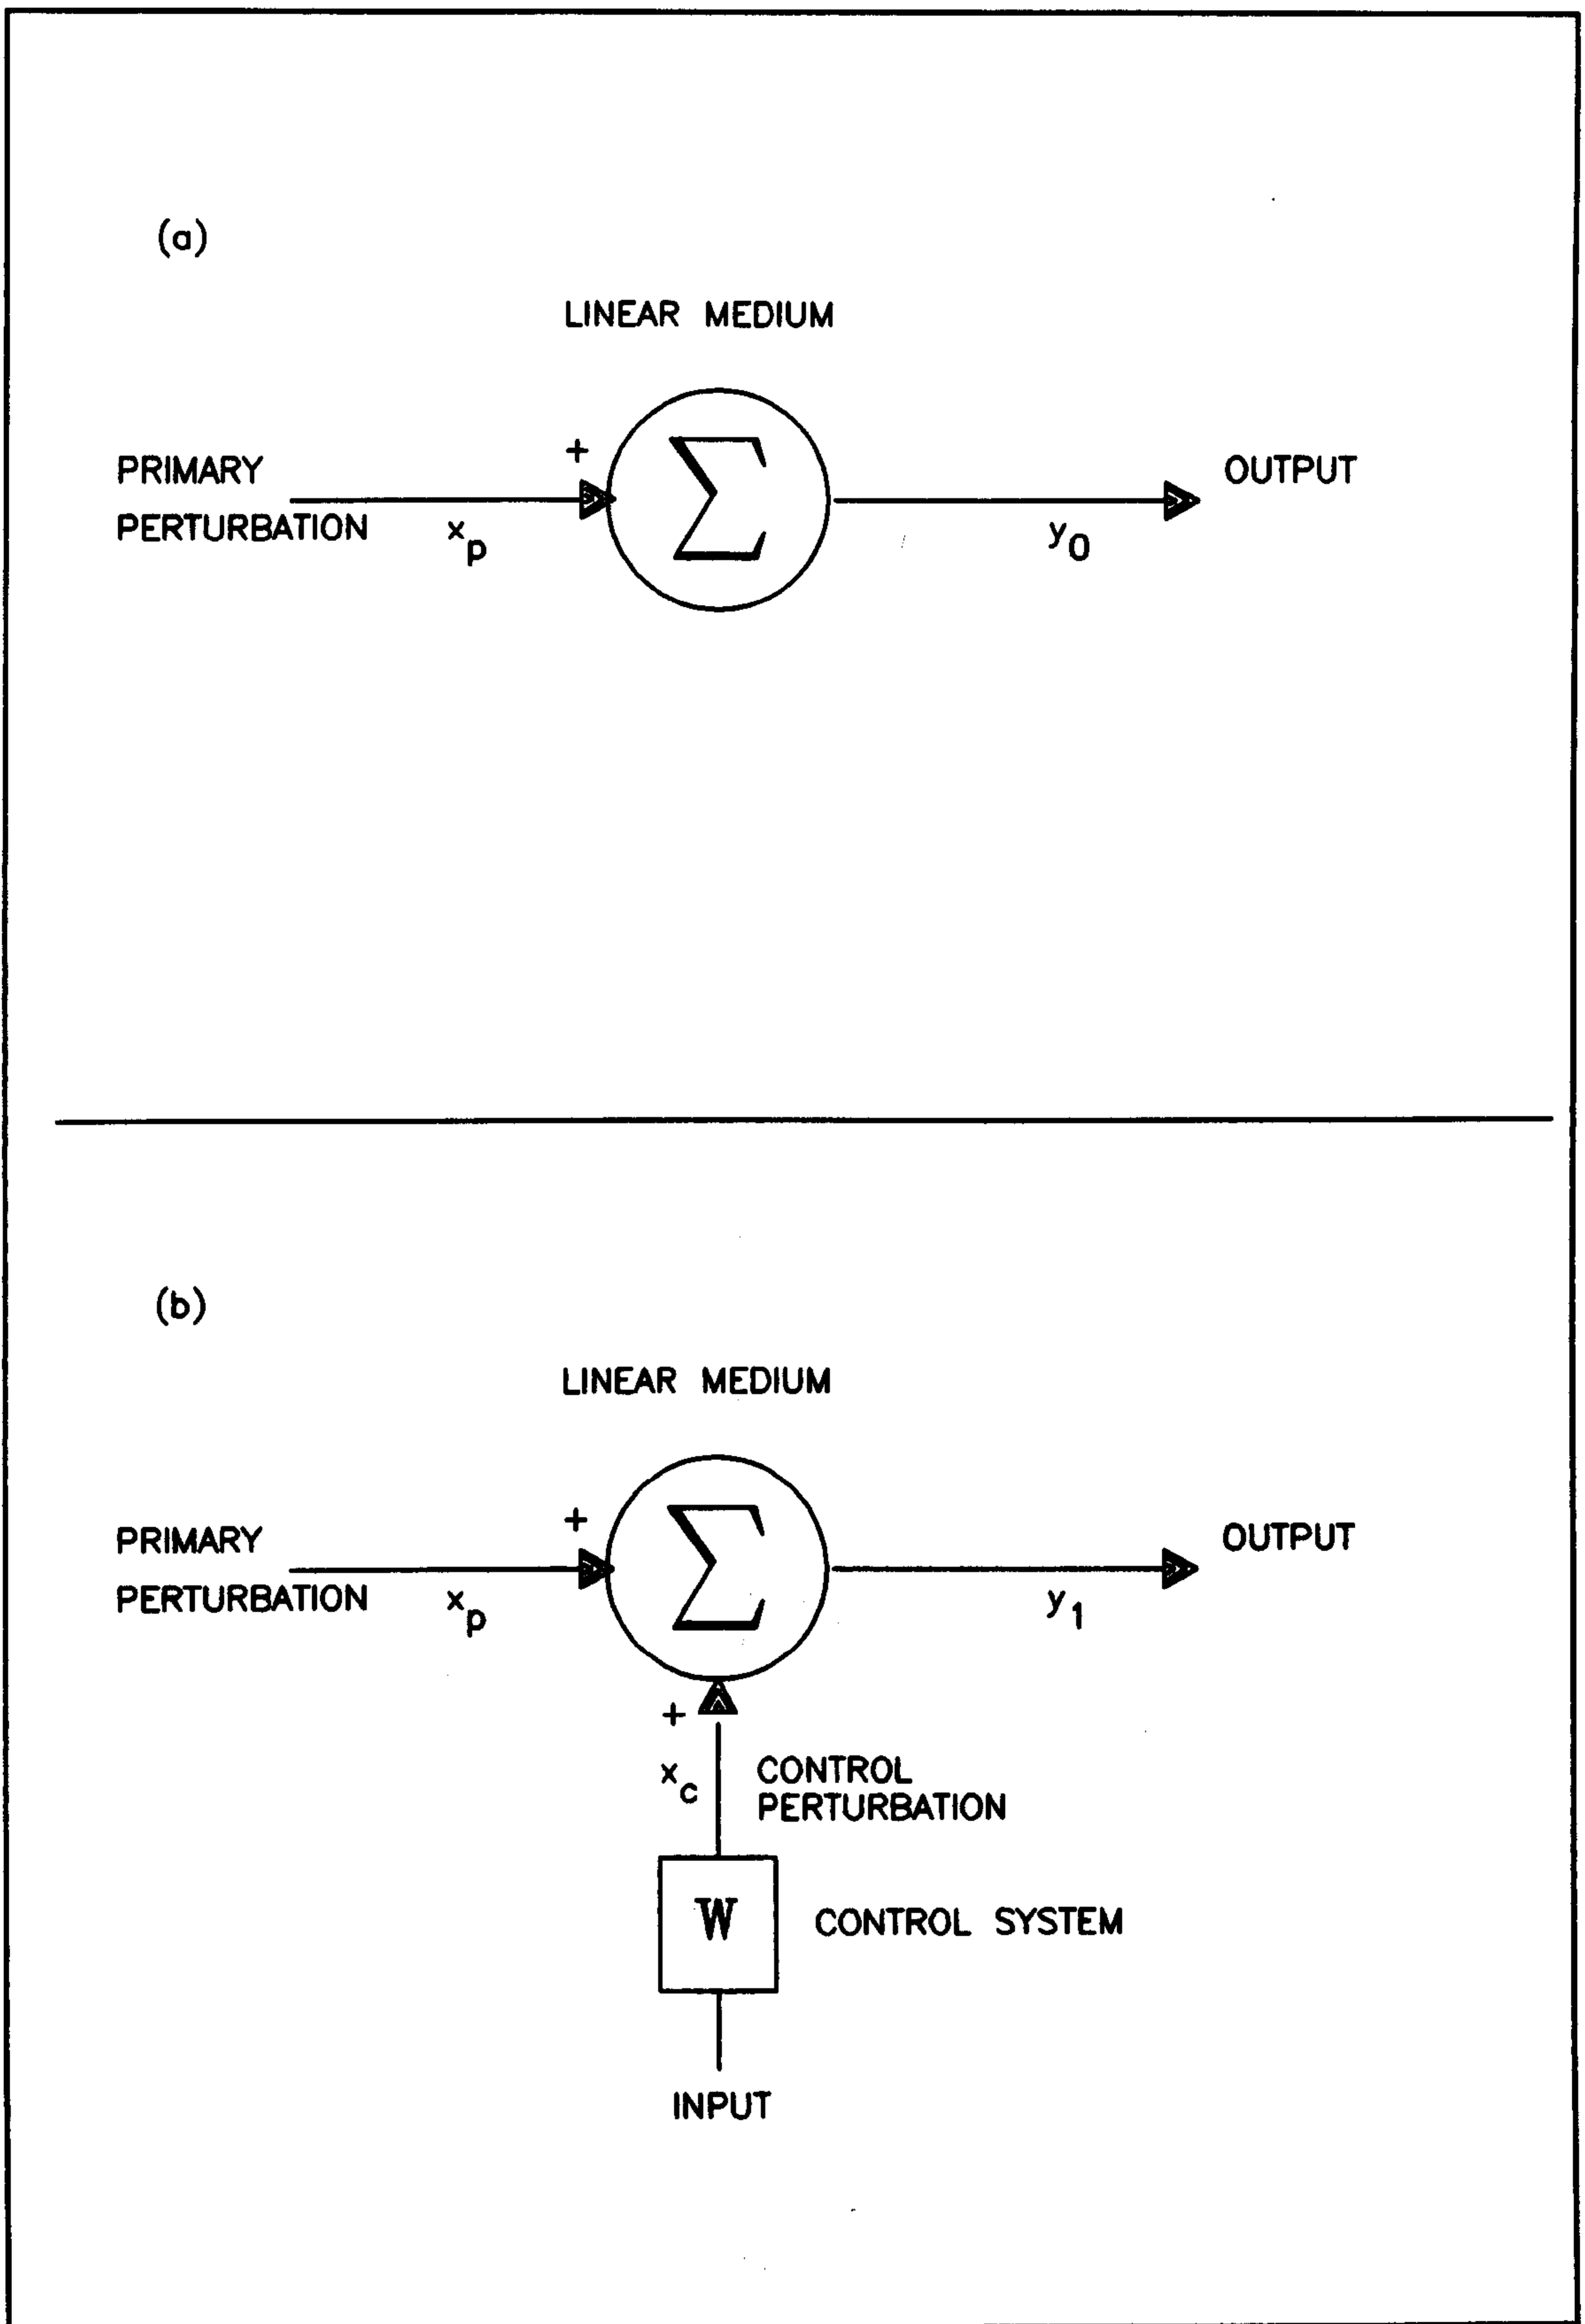 (a)
LINEAR MEDIUM
+
Σ
PRIMARY
PERTURBATION
x_p
OUTPUT
y_0
(b)
LINEAR MEDIUM
+
Σ
PRIMARY
PERTURBATION
x_p
OUTPUT
y_1
+
x_c
CONTROL
PERTURBATION
W
CONTROL SYSTEM
INPUT